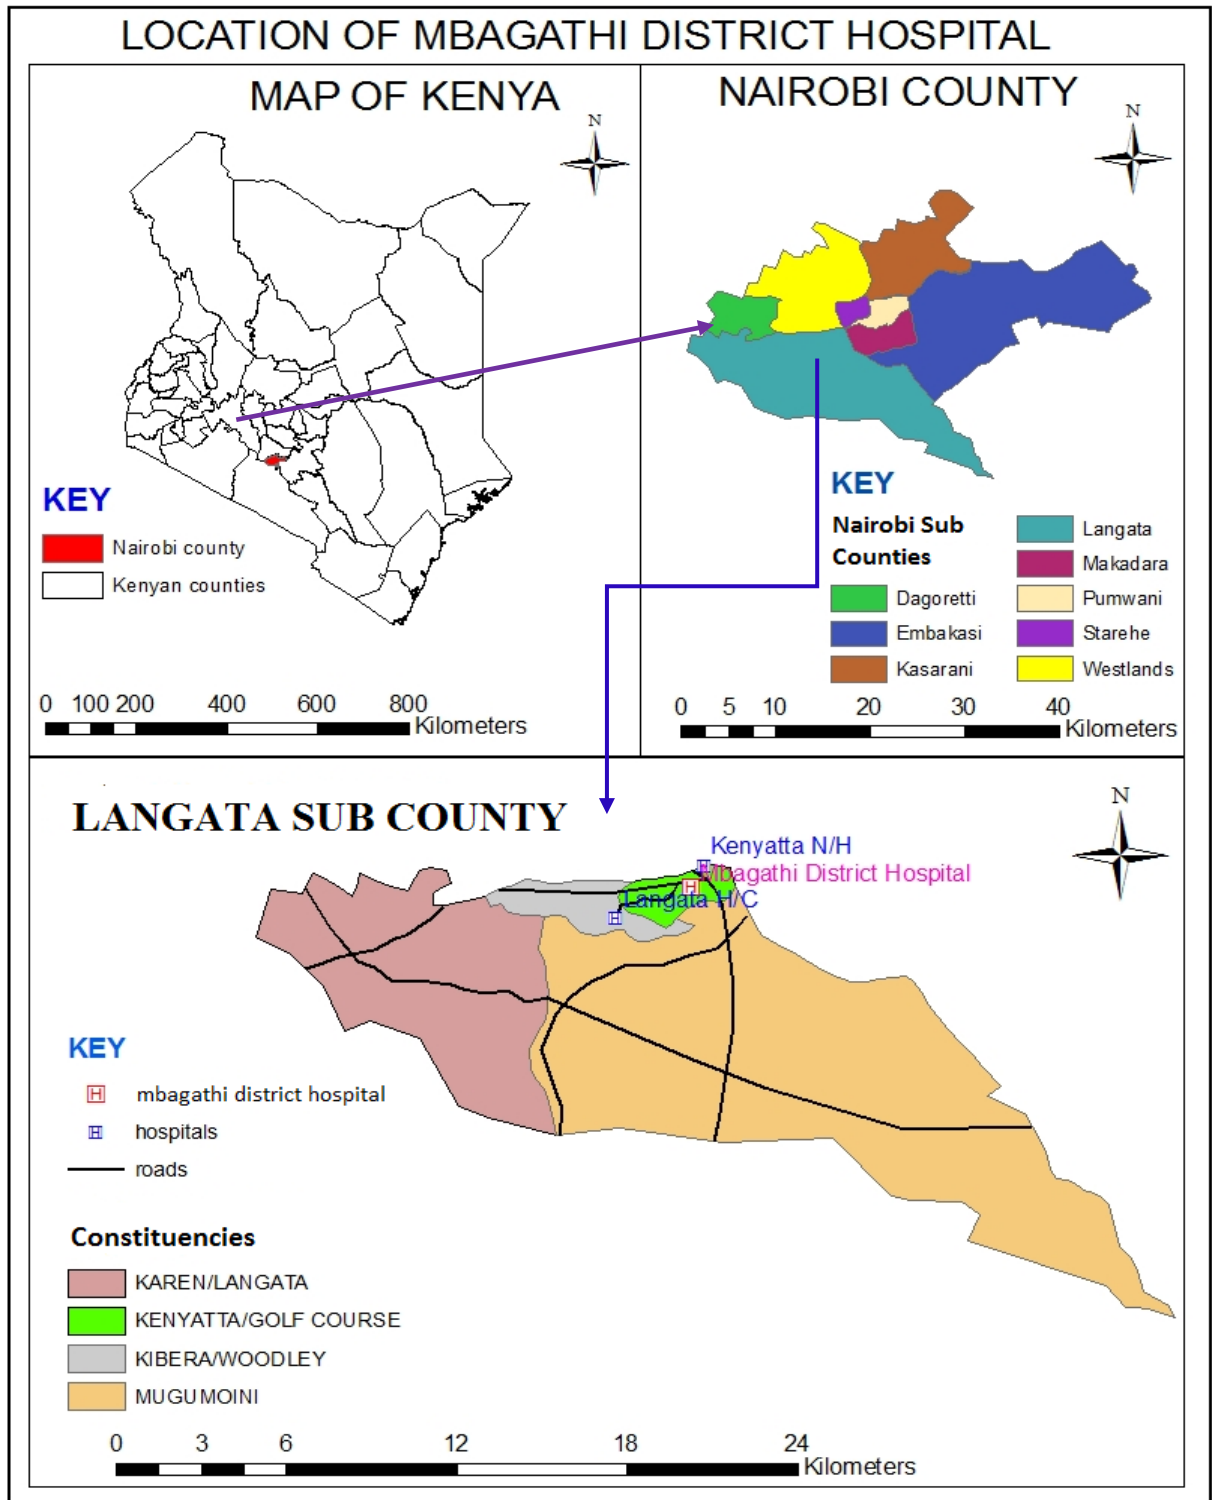 LOCATION OF MBAGATHI DISTRICT HOSPITAL
MAP OF KENYA
N
KEY
Nairobi county
Kenyan counties
0 100 200 400 600 800
Kilometers
NAIROBI COUNTY
N
KEY
Nairobi Sub
Counties
Dagoretti
Embakasi
Kasarani
Langata
Makadara
Pumwani
Starehe
Westlands
0 5 10 20 30 40
Kilometers
LANGATA SUB COUNTY
N
Kenyatta N/H
H
Mbagathi District Hospital
H
Langata H/C
H
KEY
H mbagathi district hospital
H hospitals
roads
Constituencies
KAREN/LANGATA
KENYATTA/GOLF COURSE
KIBERA/WOODLEY
MUGUMOINI
0 3 6 12 18 24
Kilometers